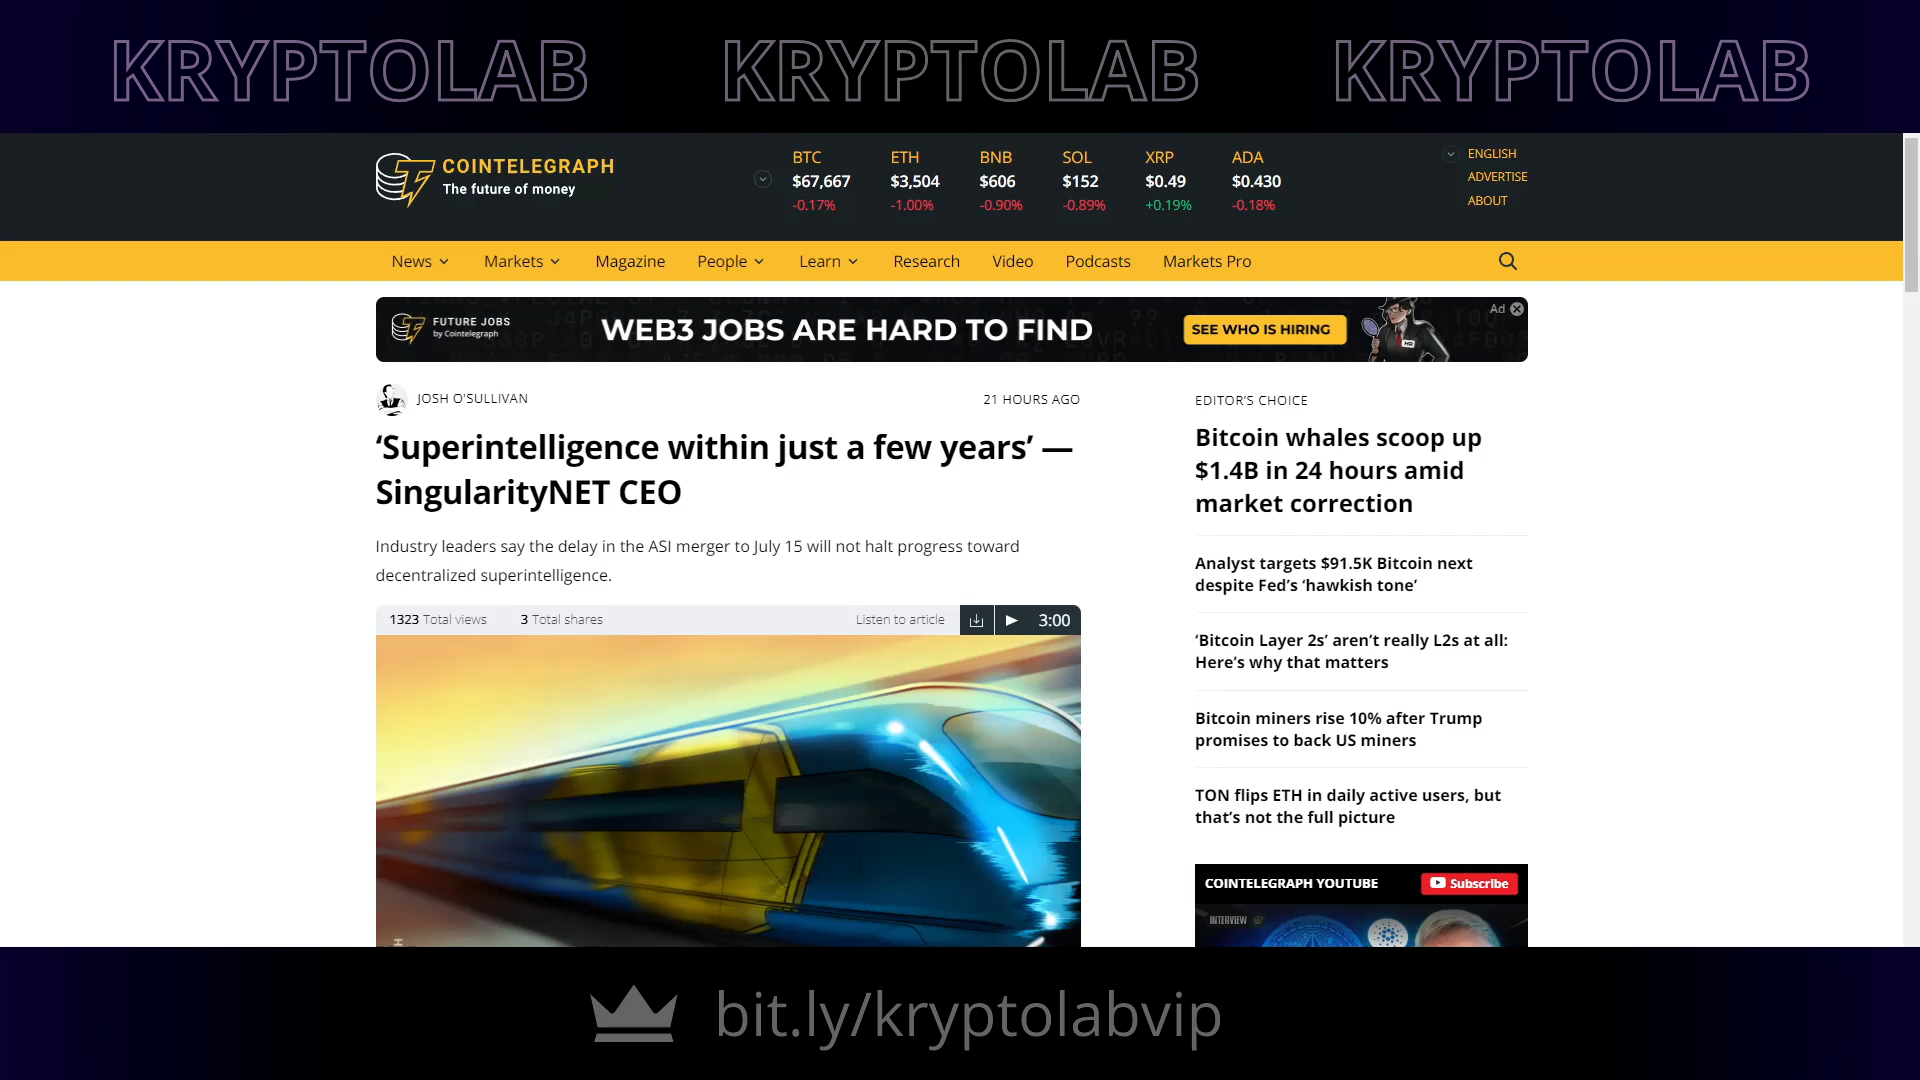 KRYPTOLAB KRYPTOLAB KRYPTOLAB
COINTELEGRAPH
The future of money
BTC ETH BNB SOL XRP ADA
$67,667 $3,504 $606 $152 $0.49 $0.430
-0.17% -1.00% -0.90% -0.89% +0.19% -0.18%
ENGLISH
ADVERTISE
ABOUT
News Markets Magazine People Learn Research Video Podcasts Markets Pro
FUTURE JOBS
by Cointelegraph
WEB3 JOBS ARE HARD TO FIND
SEE WHO IS HIRING
HR
Ad
JOSH O'SULLIVAN
21 HOURS AGO
‘Superintelligence within just a few years’ —
SingularityNET CEO
Industry leaders say the delay in the ASI merger to July 15 will not halt progress toward
decentralized superintelligence.
1323 Total views 3 Total shares Listen to article 3:00
EDITOR’S CHOICE
Bitcoin whales scoop up
$1.4B in 24 hours amid
market correction
Analyst targets $91.5K Bitcoin next
despite Fed’s ‘hawkish tone’
‘Bitcoin Layer 2s’ aren’t really L2s at all:
Here’s why that matters
Bitcoin miners rise 10% after Trump
promises to back US miners
TON flips ETH in daily active users, but
that’s not the full picture
COINTELEGRAPH YOUTUBE
Subscribe
INTERVIEW
bit.ly/kryptolabvip